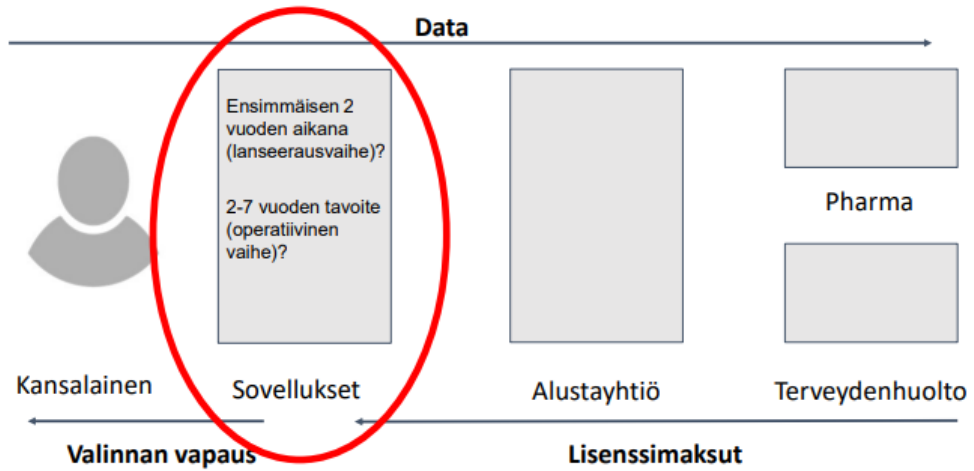 Data
Ensimmäisen 2
vuoden aikana
(lanseerausvaihe)?
2-7 vuoden tavoite
(operatiivinen
vaihe)?
Pharma
Kansalainen
Sovellukset
Alustayhtiö
Terveydenhuolto
Valinnan vapaus
Lisenssimaksut